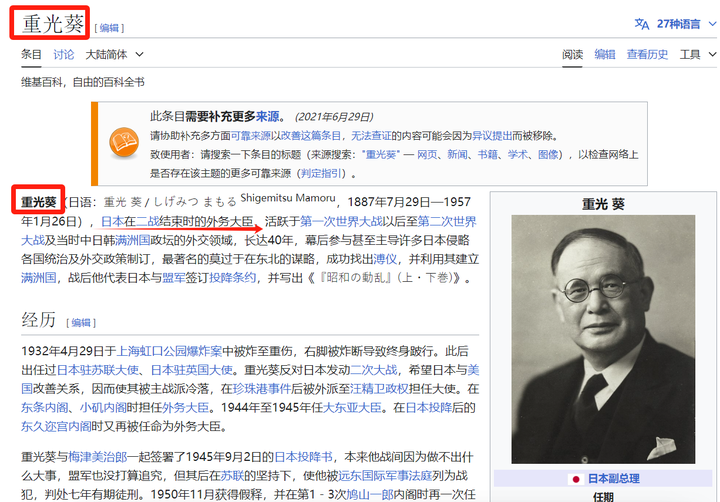 重光葵 [编辑]
27种语言
条目 讨论 大陆简体
阅读 编辑 查看历史 工具
维基百科，自由的百科全书
此条目需要补充更多来源。 (2021年6月29日)
请协助补充多方面可靠来源以改善这篇条目，无法查证的内容可能会因为异议提出而被移除。
致使用者：请搜索一下条目的标题（来源搜索："重光葵" — 网页、新闻、书籍、学术、图像），以检查网络上
是否存在该主题的更多可靠来源（判定指引）。
重光葵（日语：重光 葵／しげみつ まもる Shigemitsu Mamoru，1887年7月29日—1957
年1月26日），日本在二战结束时的外务大臣，活跃于第一次世界大战以后至第二次世界
大战及当时中日韩满洲国政坛的外交领域，长达40年，幕后参与甚至主导许多日本侵略
各国统治及外交政策制订，最著名的莫过于在东北的谋略，成功找出溥仪，并利用其建立
满洲国，战后他代表日本与盟军签订投降条约，并写出《『昭和の動乱』（上・下巻）》。
重光 葵
经历 [编辑]
1932年4月29日于上海虹口公园爆炸案中被炸至重伤，右脚被炸断导致终身跛行。此后
出任过日本驻苏联大使、日本驻英国大使。重光葵反对日本发动二次大战，希望日本与美
国改善关系，因而使其被主战派冷落，在珍珠港事件后被外派至汪精卫政权担任大使。在
东条内阁、小矶内阁时担任外务大臣。1944年至1945年任大东亚大臣。在日本投降后的
东久迩宫内阁时又再被任命为外务大臣。
重光葵与梅津美治郎一起签署了1945年9月2日的日本投降书，本来他战间因为做不出什
么大事，盟军也没打算追究，但其后在苏联的坚持下，使他被远东国际军事法庭列为战
犯，判处七年有期徒刑。1950年11月获得假释，并在第1－3次鸠山一郎内阁时再一次任
日本副总理
任期